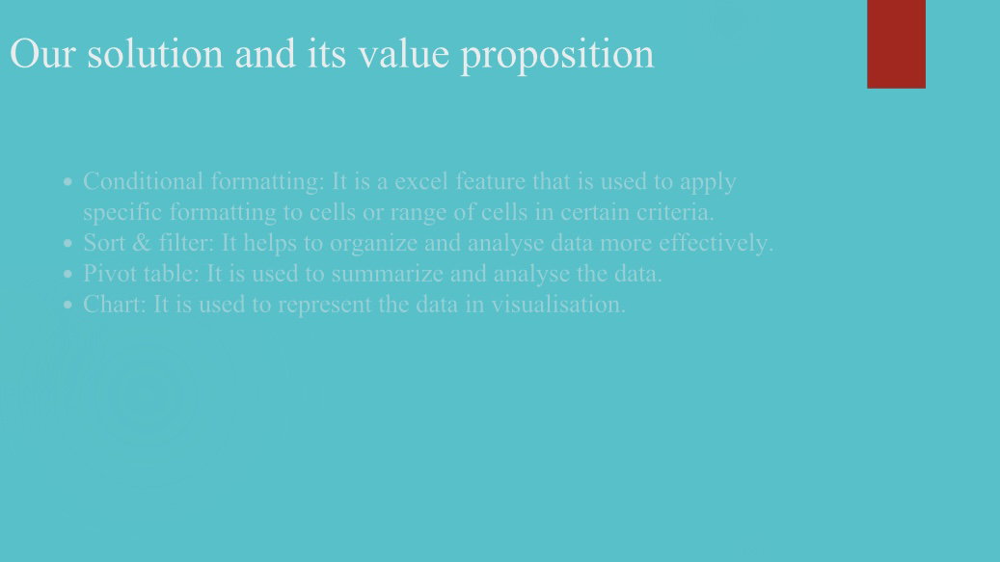 Our solution and its value proposition
• Conditional formatting: It is a excel feature that is used to apply
specific formatting to cells or range of cells in certain criteria.
• Sort & filter: It helps to organize and analyse data more effectively.
• Pivot table: It is used to summarize and analyse the data.
• Chart: It is used to represent the data in visualisation.